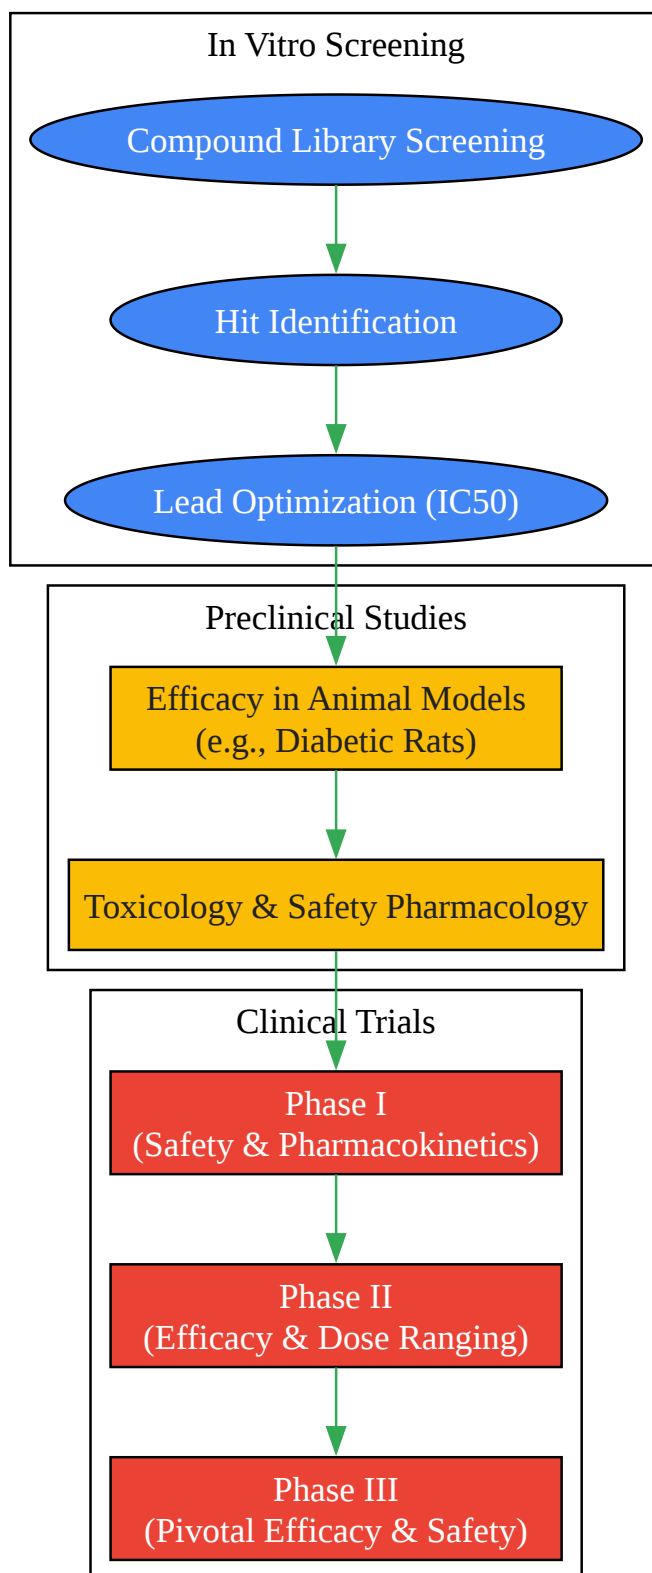 In Vitro Screening
Compound Library Screening
Hit Identification
Lead Optimization (IC50)
Preclinical Studies
Efficacy in Animal Models
(e.g., Diabetic Rats)
Toxicology & Safety Pharmacology
Clinical Trials
Phase I
(Safety & Pharmacokinetics)
Phase II
(Efficacy & Dose Ranging)
Phase III
(Pivotal Efficacy & Safety)